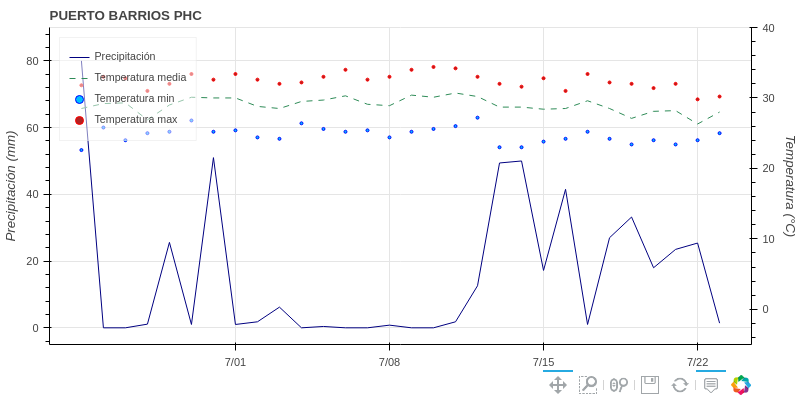 PUERTO BARRIOS PHC
Precipitación
Temperatura media
Temperatura min
Temperatura max
80
60
40
20
0
Precipitación (mm)
40
30
20
10
0
Temperatura (°C)
7/01
7/08
7/15
7/22